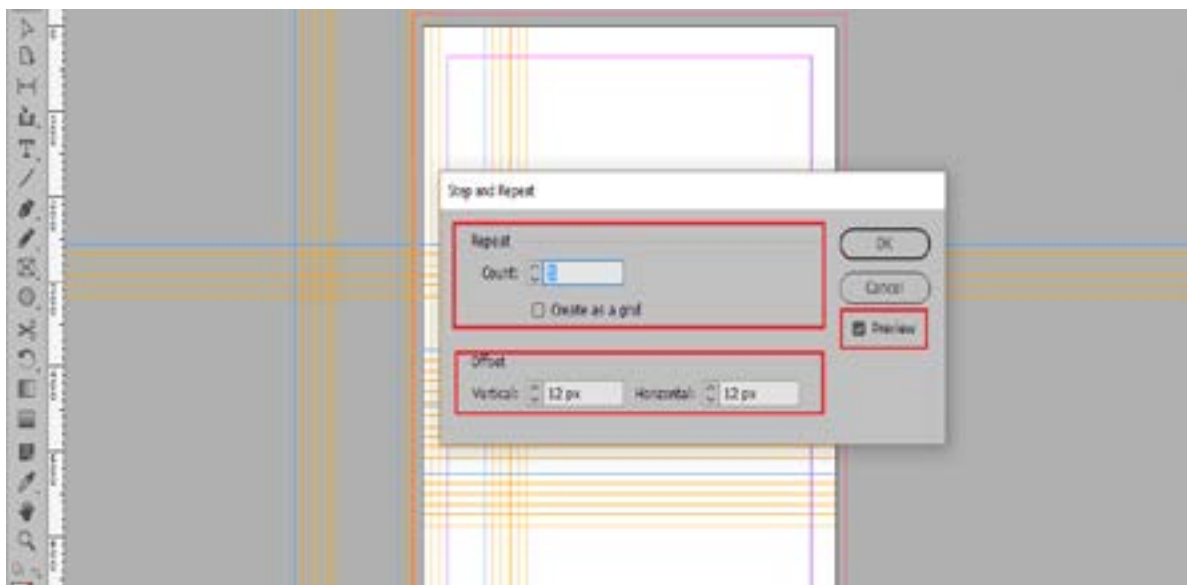 Step and Repeat
Repeat
Count:
Create as a grid
Offset
Vertical: 12 px Horizontal: 12 px
OK
Cancel
Preview